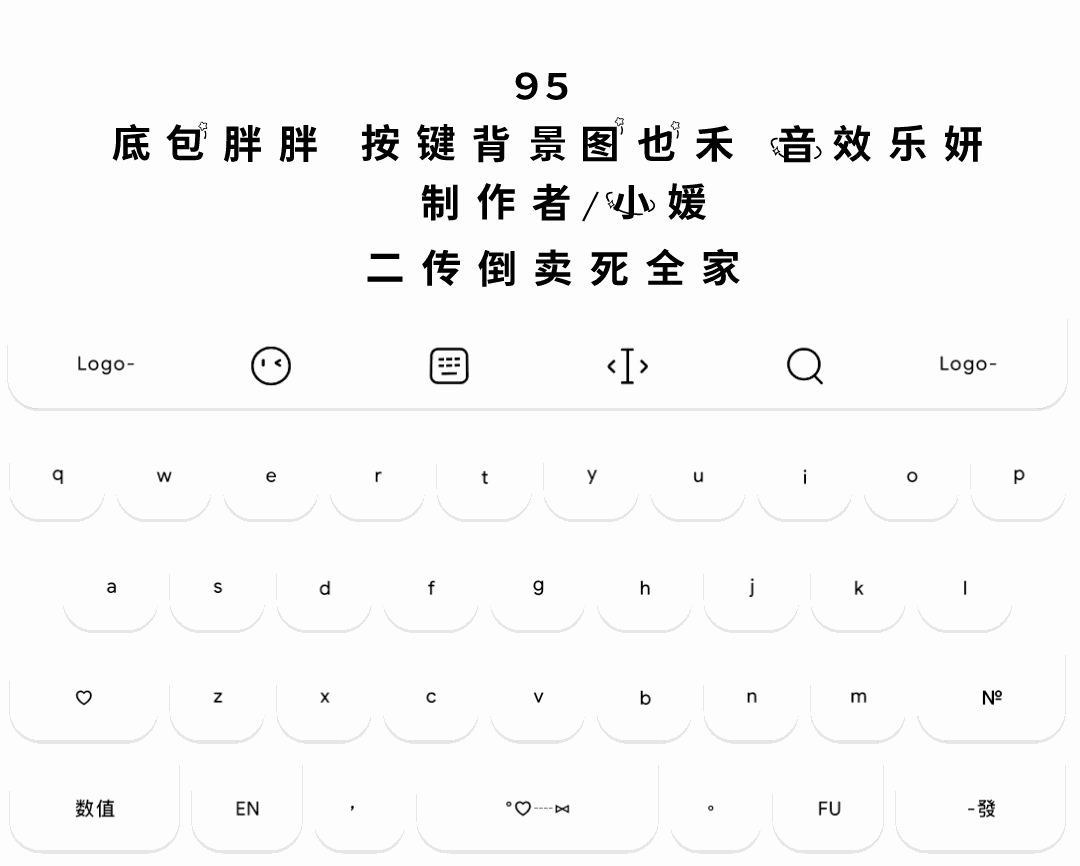 95
底包胖胖 按键背景图也禾 音效乐妍
制作者/小媛
二传倒卖死全家
Logo- Logo-
q w e r t y u i o p
a s d f g h j k l
♡ z x c v b n m №
数值 EN , °♡┈⋈ 。 FU -發